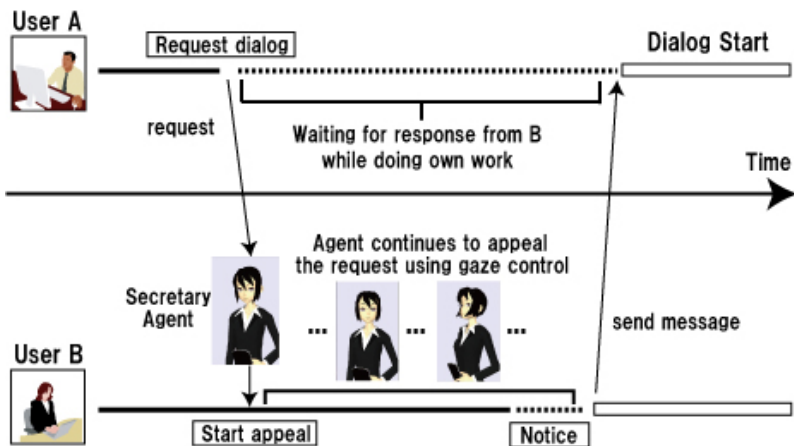 User A
Request dialog
Dialog Start
request
Waiting for response from B
while doing own work
Time
Agent continues to appeal
the request using gaze control
Secretary
Agent
... ... ...
send message
User B
Start appeal
Notice